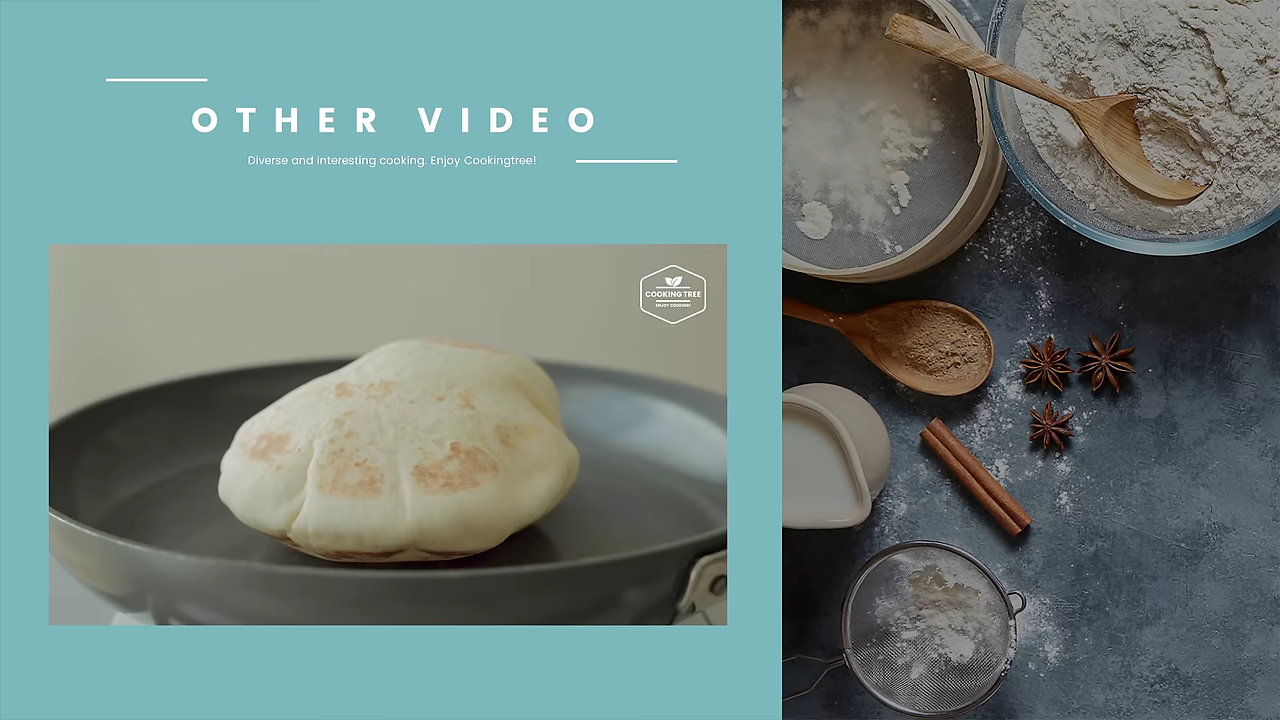 OTHER VIDEO
Diverse and interesting cooking. Enjoy Cookingtree!
COOKING TREE
ENJOY COOKING!